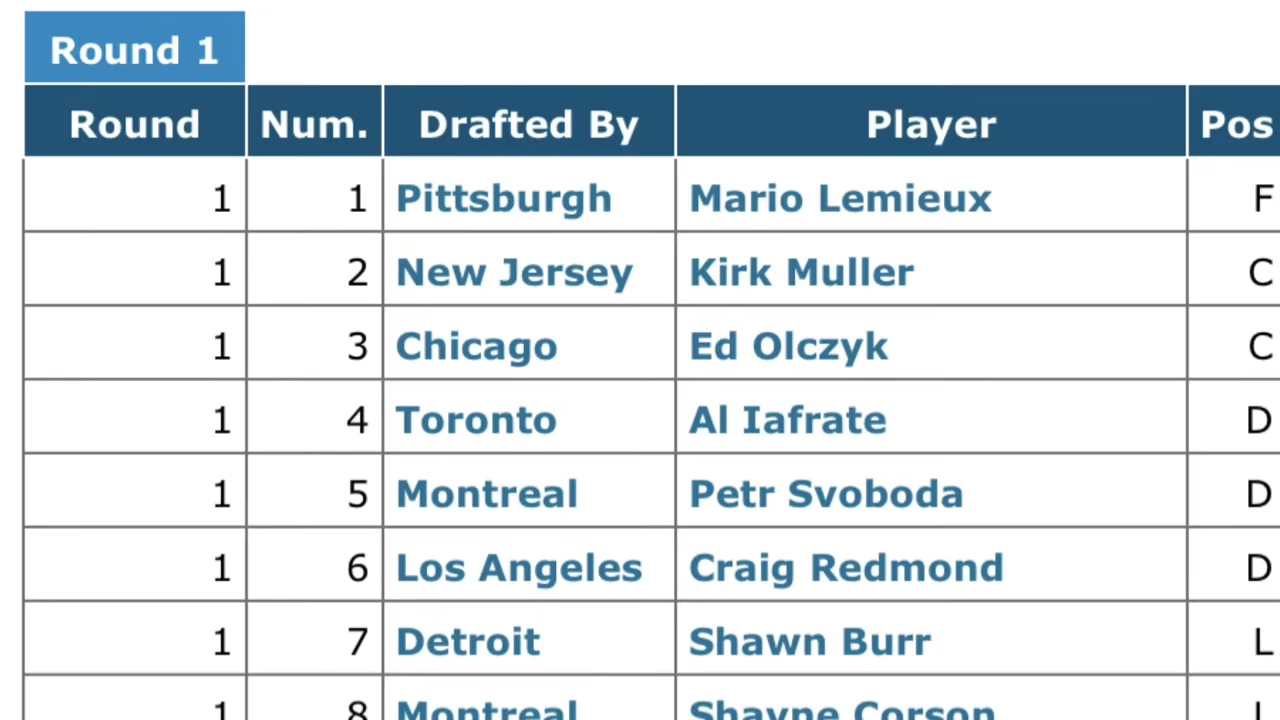 Round 1
Round Num. Drafted By Player Pos
1 1 Pittsburgh Mario Lemieux F
1 2 New Jersey Kirk Muller C
1 3 Chicago Ed Olczyk C
1 4 Toronto Al Iafrate D
1 5 Montreal Petr Svoboda D
1 6 Los Angeles Craig Redmond D
1 7 Detroit Shawn Burr L
1 8 Montreal Shayne Corson